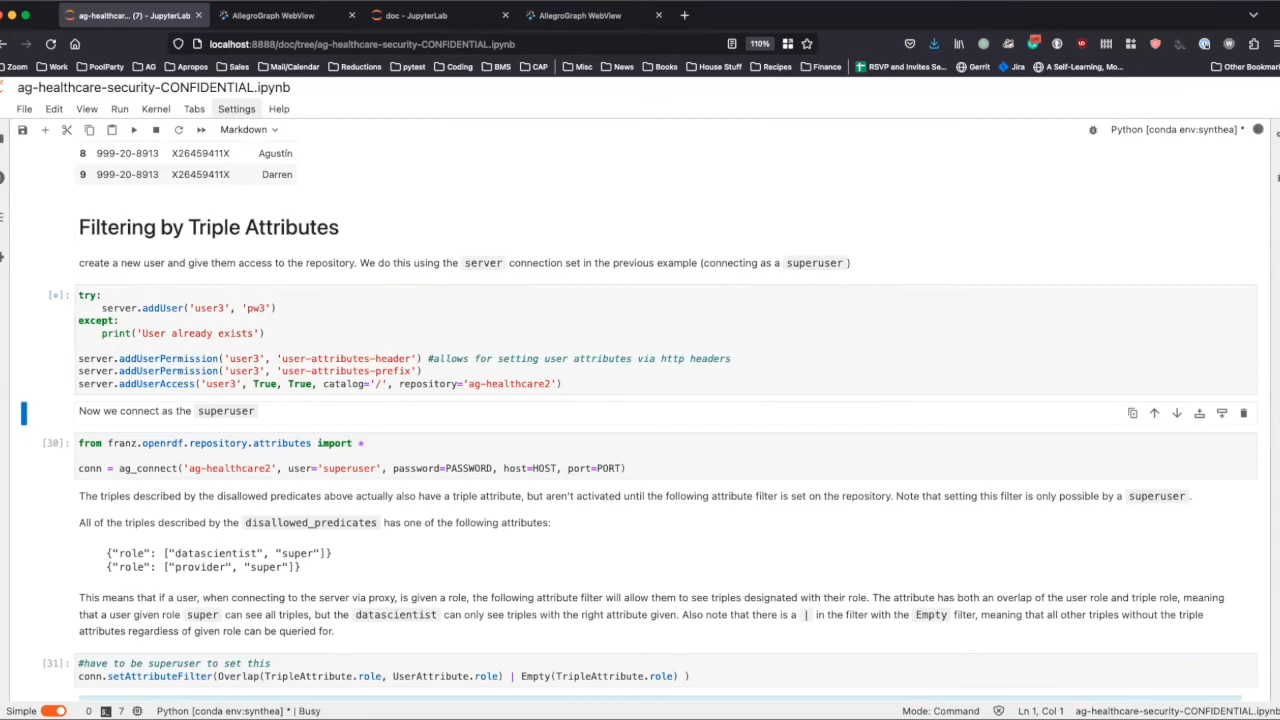 ag-healthcar... (7) - JupyterLab
AllegroGraph WebView
doc - JupyterLab
AllegroGraph WebView
localhost:8888/doc/tree/ag-healthcare-security-CONFIDENTIAL.ipynb
110%
Zoom
Work
PoolParty
AG
Apropos
Sales
Mail/Calendar
Reductions
pytest
Coding
BMS
CAP
Misc
News
Books
House Stuff
Recipes
Finance
RSVP and Invites Se...
Gerrit
Jira
A Self-Learning, Mo...
Other Bookmar
ag-healthcare-security-CONFIDENTIAL.ipynb
File Edit View Run Kernel Tabs Settings Help
Markdown
Python [conda env:synthea] *
8 999-20-8913 X26459411X Agustín
9 999-20-8913 X26459411X Darren
Filtering by Triple Attributes
create a new user and give them access to the repository. We do this using the server connection set in the previous example (connecting as a superuser)
[*]: try:
server.addUser('user3', 'pw3')
except:
print('User already exists')
server.addUserPermission('user3', 'user-attributes-header') #allows for setting user attributes via http headers
server.addUserPermission('user3', 'user-attributes-prefix')
server.addUserAccess('user3', True, True, catalog='/', repository='ag-healthcare2')
Now we connect as the superuser
[30]: from franz.openrdf.repository.attributes import *
conn = ag_connect('ag-healthcare2', user='superuser', password=PASSWORD, host=HOST, port=PORT)
The triples described by the disallowed predicates above actually also have a triple attribute, but aren't activated until the following attribute filter is set on the repository. Note that setting this filter is only possible by a superuser.
All of the triples described by the disallowed_predicates has one of the following attributes:
{"role": ["datascientist", "super"]}
{"role": ["provider", "super"]}
This means that if a user, when connecting to the server via proxy, is given a role, the following attribute filter will allow them to see triples designated with their role. The attribute has both an overlap of the user role and triple role, meaning
that a user given role super can see all triples, but the datascientist can only see triples with the right attribute given. Also note that there is a | in the filter with the Empty filter, meaning that all other triples without the triple
attributes regardless of given role can be queried for.
[31]: #have to be superuser to set this
conn.setAttributeFilter(Overlap(TripleAttribute.role, UserAttribute.role) | Empty(TripleAttribute.role) )
Simple 0 7 Python [conda env:synthea] * | Busy Mode: Command Ln 1, Col 1 ag-healthcare-security-CONFIDENTIAL.ipynb